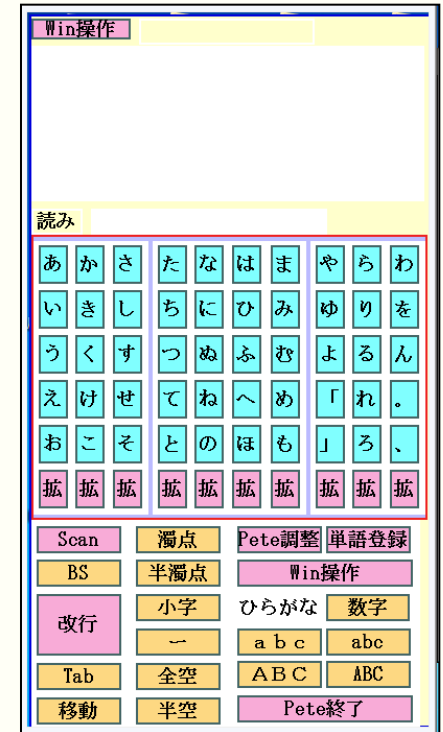 Win操作
読み
あ か さ た な は ま や ら わ
い き し ち に ひ み ゆ り を
う く す つ ぬ ふ む よ る ん
え け せ て ね へ め 「 れ 。
お こ そ と の ほ も 」 ろ 、
拡 拡 拡 拡 拡 拡 拡 拡 拡 拡
Scan 濁点 Pete調整 単語登録
BS 半濁点 Win操作
改行 小字 ひらがな 数字
ー ａｂｃ abc
Tab 全空 ＡＢＣ ABC
移動 半空 Pete終了